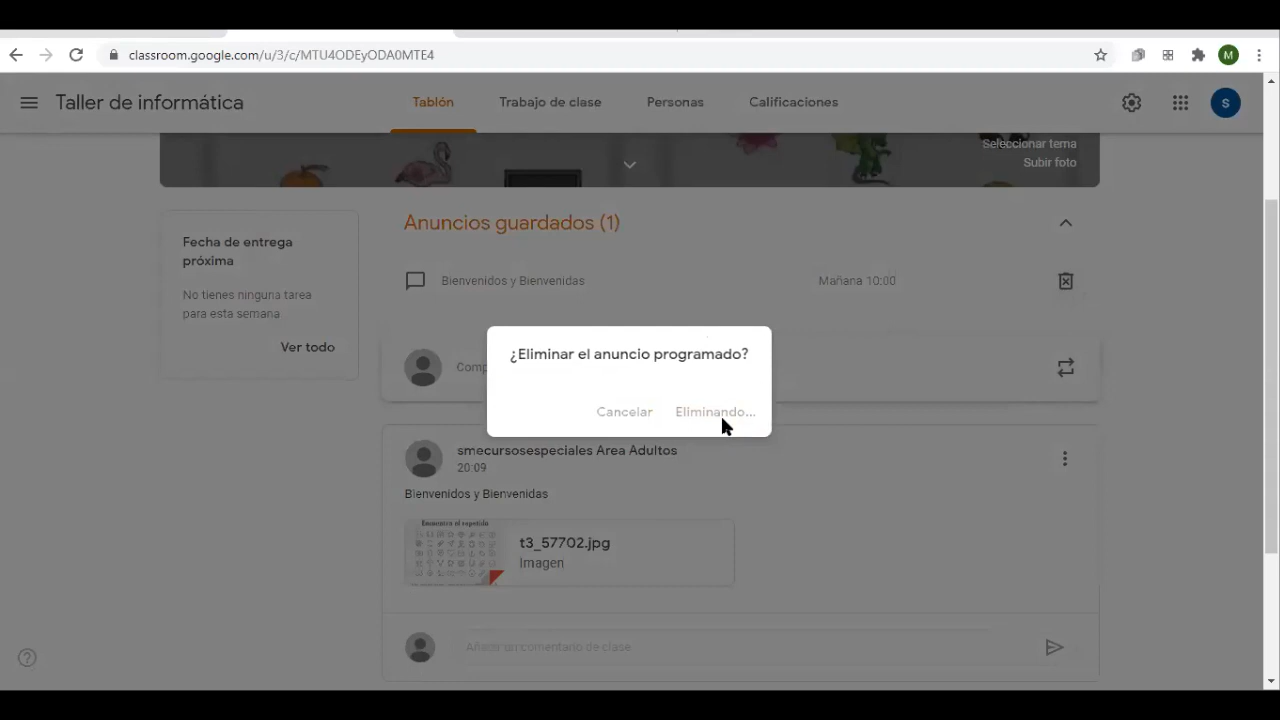 classroom.google.com/u/3/c/MTU4ODEyODA0MTE4
M
Taller de informática
Tablón
Trabajo de clase
Personas
Calificaciones
S
Seleccionar tema
Subir foto
Fecha de entrega
próxima
No tienes ninguna tarea
para esta semana
Ver todo
Anuncios guardados (1)
Bienvenidos y Bienvenidas
Mañana 10:00
¿Eliminar el anuncio programado?
Cancelar
Eliminando...
smecursosespeciales Area Adultos
20:09
Bienvenidos y Bienvenidas
Encuentra el repetido
t3_57702.jpg
Imagen
Añadir un comentario de clase